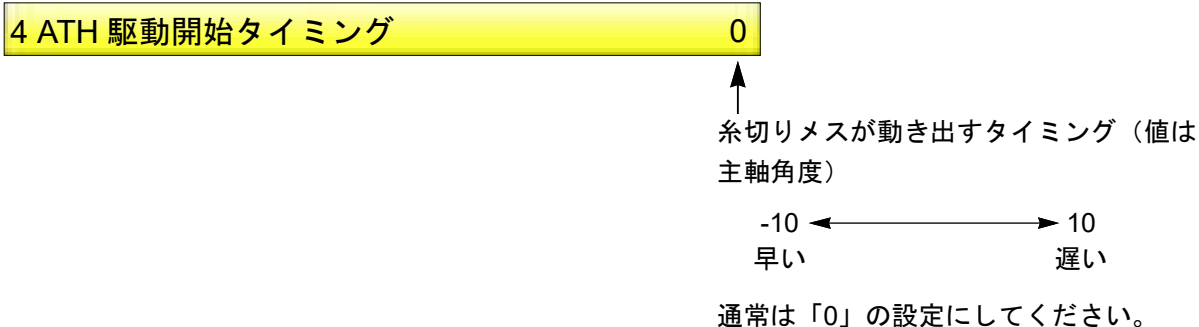 4 ATH 駆動開始タイミング 0
糸切りメスが動き出すタイミング（値は
主軸角度）
-10 10
早い 遅い
通常は「0」の設定にしてください。